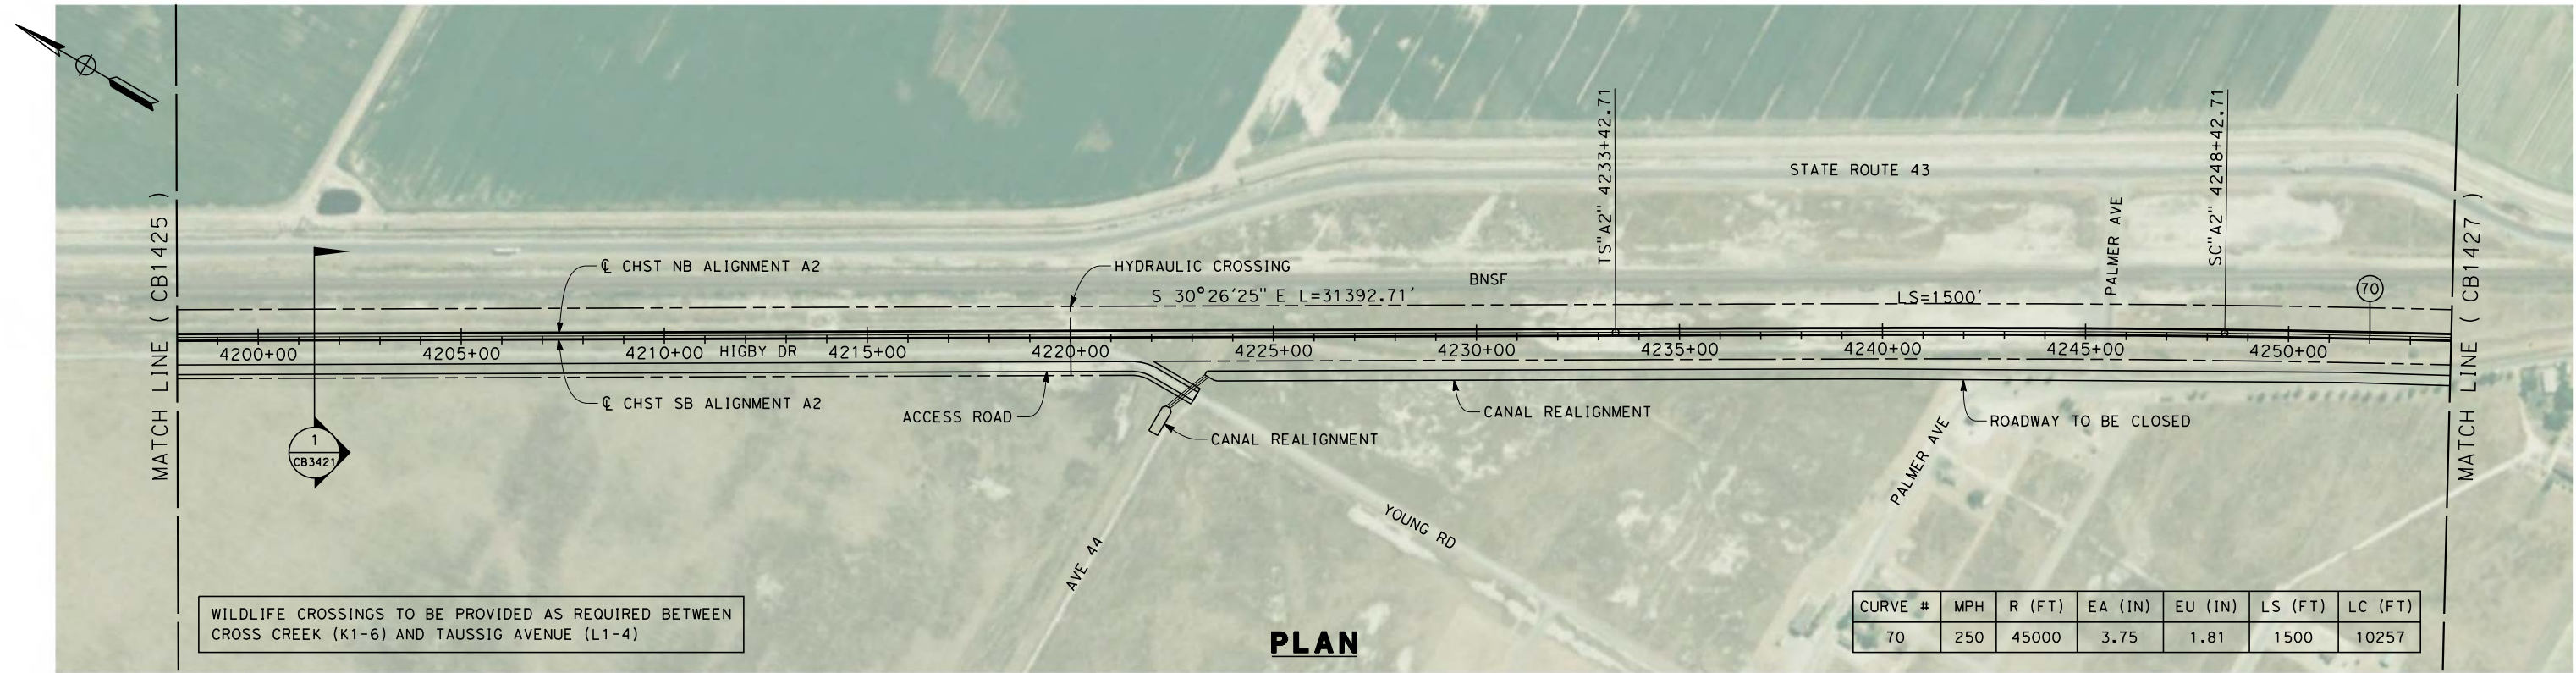 MATCH LINE ( CB1425 )
TS"A2" 4233+42.71
STATE ROUTE 43
PALMER AVE
SC"A2" 4248+42.71
MATCH LINE ( CB1427 )
℄ CHST NB ALIGNMENT A2
HYDRAULIC CROSSING
BNSF
S 30°26'25" E L=31392.71'
LS=1500'
70
4200+00
4205+00
4210+00
HIGBY DR
4215+00
4220+00
4225+00
4230+00
4235+00
4240+00
4245+00
4250+00
℄ CHST SB ALIGNMENT A2
ACCESS ROAD
CANAL REALIGNMENT
CANAL REALIGNMENT
ROADWAY TO BE CLOSED
1
CB3421
PALMER AVE
YOUNG RD
AVE 44
WILDLIFE CROSSINGS TO BE PROVIDED AS REQUIRED BETWEEN
CROSS CREEK (K1-6) AND TAUSSIG AVENUE (L1-4)
PLAN
CURVE # MPH R (FT) EA (IN) EU (IN) LS (FT) LC (FT)
70 250 45000 3.75 1.81 1500 10257